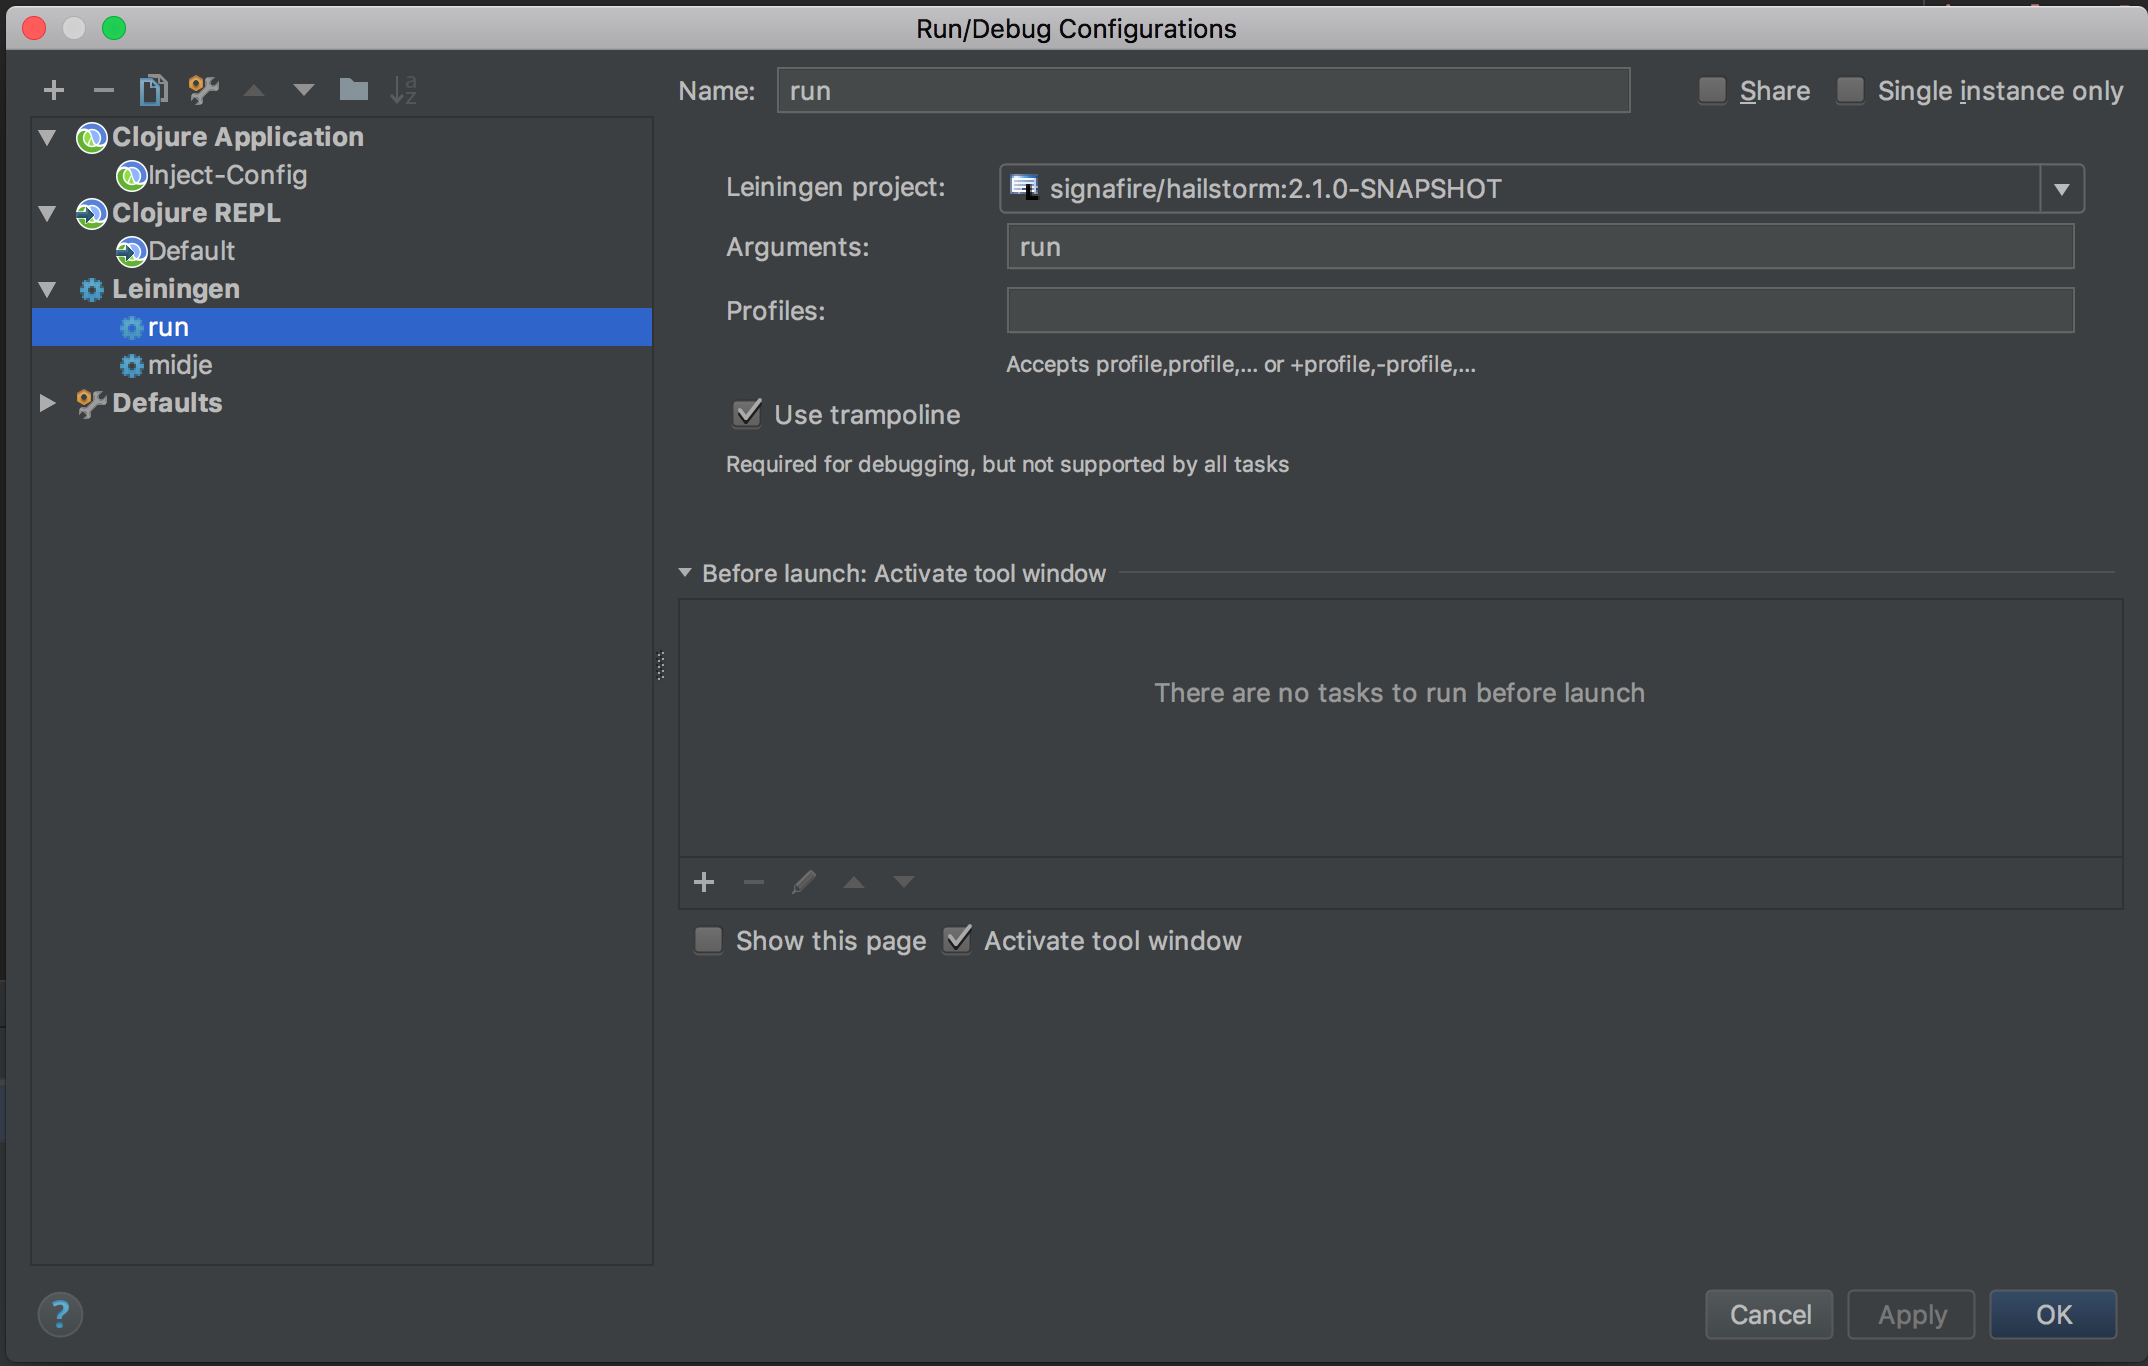 Run/Debug Configurations
Name: run Share Single instance only
Clojure Application
Inject-Config
Clojure REPL
Default
Leiningen
run
midje
Defaults
Leiningen project: signafire/hailstorm:2.1.0-SNAPSHOT
Arguments: run
Profiles:
Accepts profile,profile,... or +profile,-profile,...
Use trampoline
Required for debugging, but not supported by all tasks
Before launch: Activate tool window
There are no tasks to run before launch
Show this page Activate tool window
? Cancel Apply OK